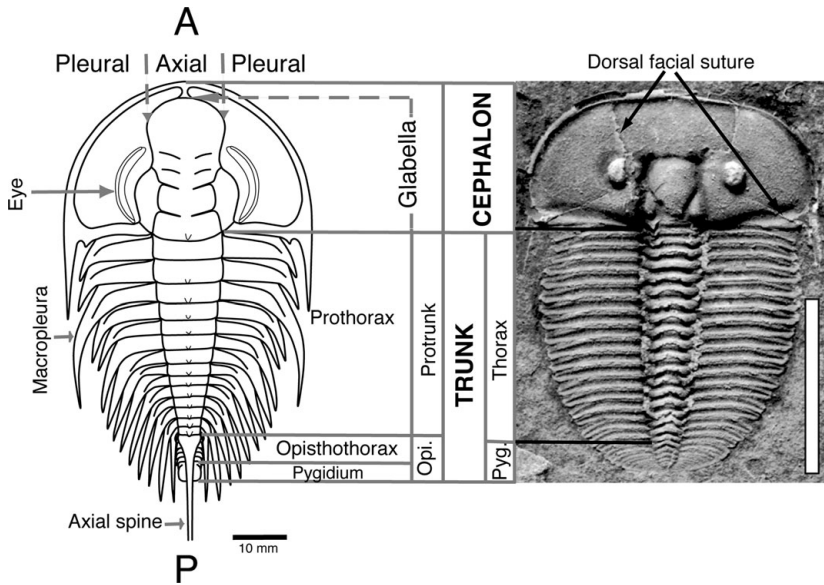 A
Pleural
Axial
Pleural
Dorsal facial suture
Eye
Glabella
CEPHALON
Macropleura
Prothorax
Protrunk
TRUNK
Thorax
Opisthothorax
Opi.
Pyg.
Pygidium
Axial spine
10 mm
P